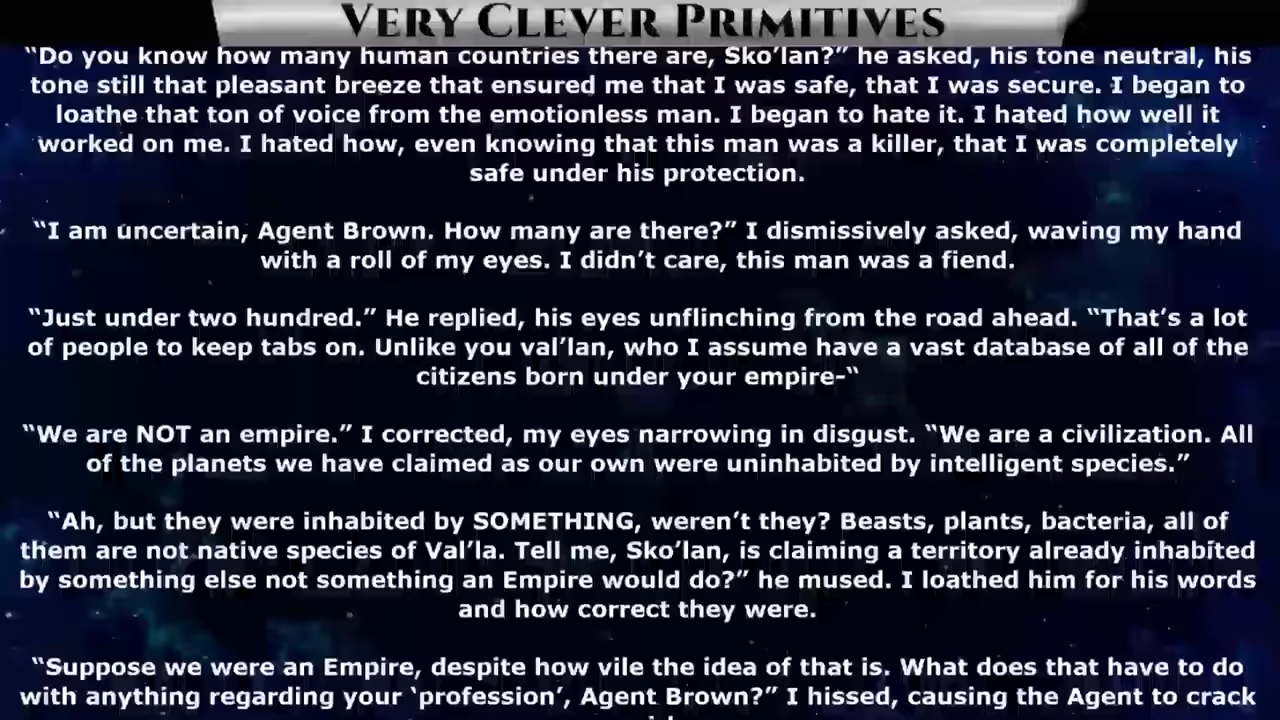 VERY CLEVER PRIMITIVES
“Do you know how many human countries there are, Sko’lan?” he asked, his tone neutral, his
tone still that pleasant breeze that ensured me that I was safe, that I was secure. I began to
loathe that ton of voice from the emotionless man. I began to hate it. I hated how well it
worked on me. I hated how, even knowing that this man was a killer, that I was completely
safe under his protection.
“I am uncertain, Agent Brown. How many are there?” I dismissively asked, waving my hand
with a roll of my eyes. I didn’t care, this man was a fiend.
“Just under two hundred.” He replied, his eyes unflinching from the road ahead. “That’s a lot
of people to keep tabs on. Unlike you val’lan, who I assume have a vast database of all of the
citizens born under your empire-“
“We are NOT an empire.” I corrected, my eyes narrowing in disgust. “We are a civilization. All
of the planets we have claimed as our own were uninhabited by intelligent species.”
“Ah, but they were inhabited by SOMETHING, weren’t they? Beasts, plants, bacteria, all of
them are not native species of Val’la. Tell me, Sko’lan, is claiming a territory already inhabited
by something else not something an Empire would do?” he mused. I loathed him for his words
and how correct they were.
“Suppose we were an Empire, despite how vile the idea of that is. What does that have to do
with anything regarding your ‘profession’, Agent Brown?” I hissed, causing the Agent to crack